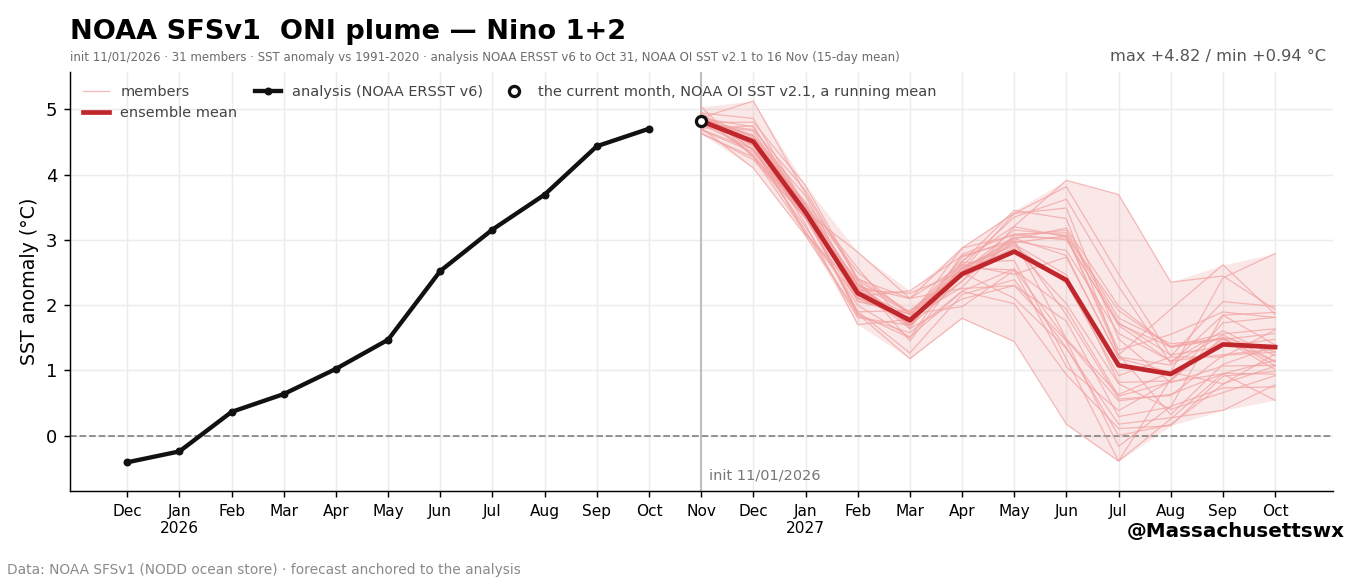 NOAA SFSv1  ONI plume — Nino 1+2
init 11/01/2026 · 31 members · SST anomaly vs 1991-2020 · analysis NOAA ERSST v6 to Oct 31, NOAA OI SST v2.1 to 16 Nov (15-day mean)
max +4.82 / min +0.94 °C
members
analysis (NOAA ERSST v6)
the current month, NOAA OI SST v2.1, a running mean
ensemble mean
SST anomaly (°C)
5
4
3
2
1
0
init 11/01/2026
Dec Jan Feb Mar Apr May Jun Jul Aug Sep Oct Nov Dec Jan Feb Mar Apr May Jun Jul Aug Sep Oct
2026 2027
@Massachusettswx
Data: NOAA SFSv1 (NODD ocean store) · forecast anchored to the analysis